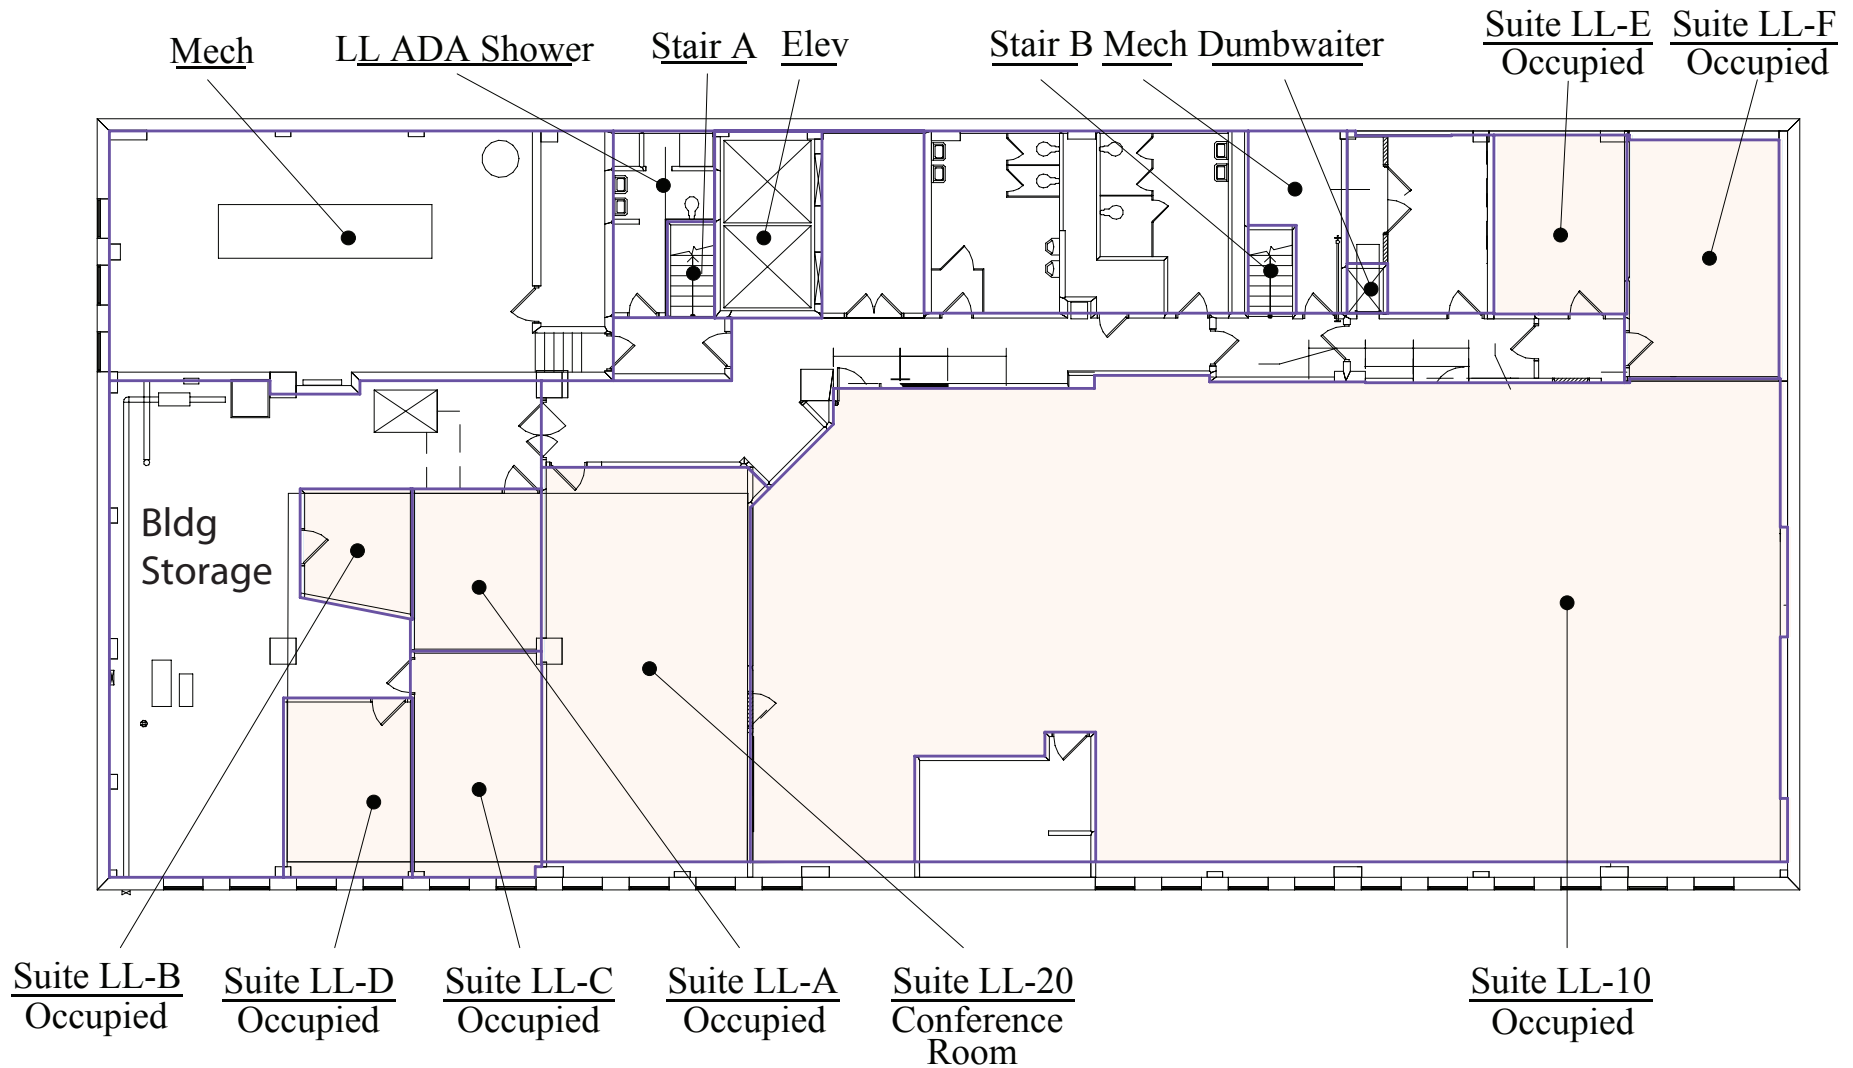 Mech
LL ADA Shower
Stair A
Elev
Stair B
Mech
Dumbwaiter
Suite LL-E
Occupied
Suite LL-F
Occupied
Bldg
Storage
Suite LL-B
Occupied
Suite LL-D
Occupied
Suite LL-C
Occupied
Suite LL-A
Occupied
Suite LL-20
Conference
Room
Suite LL-10
Occupied